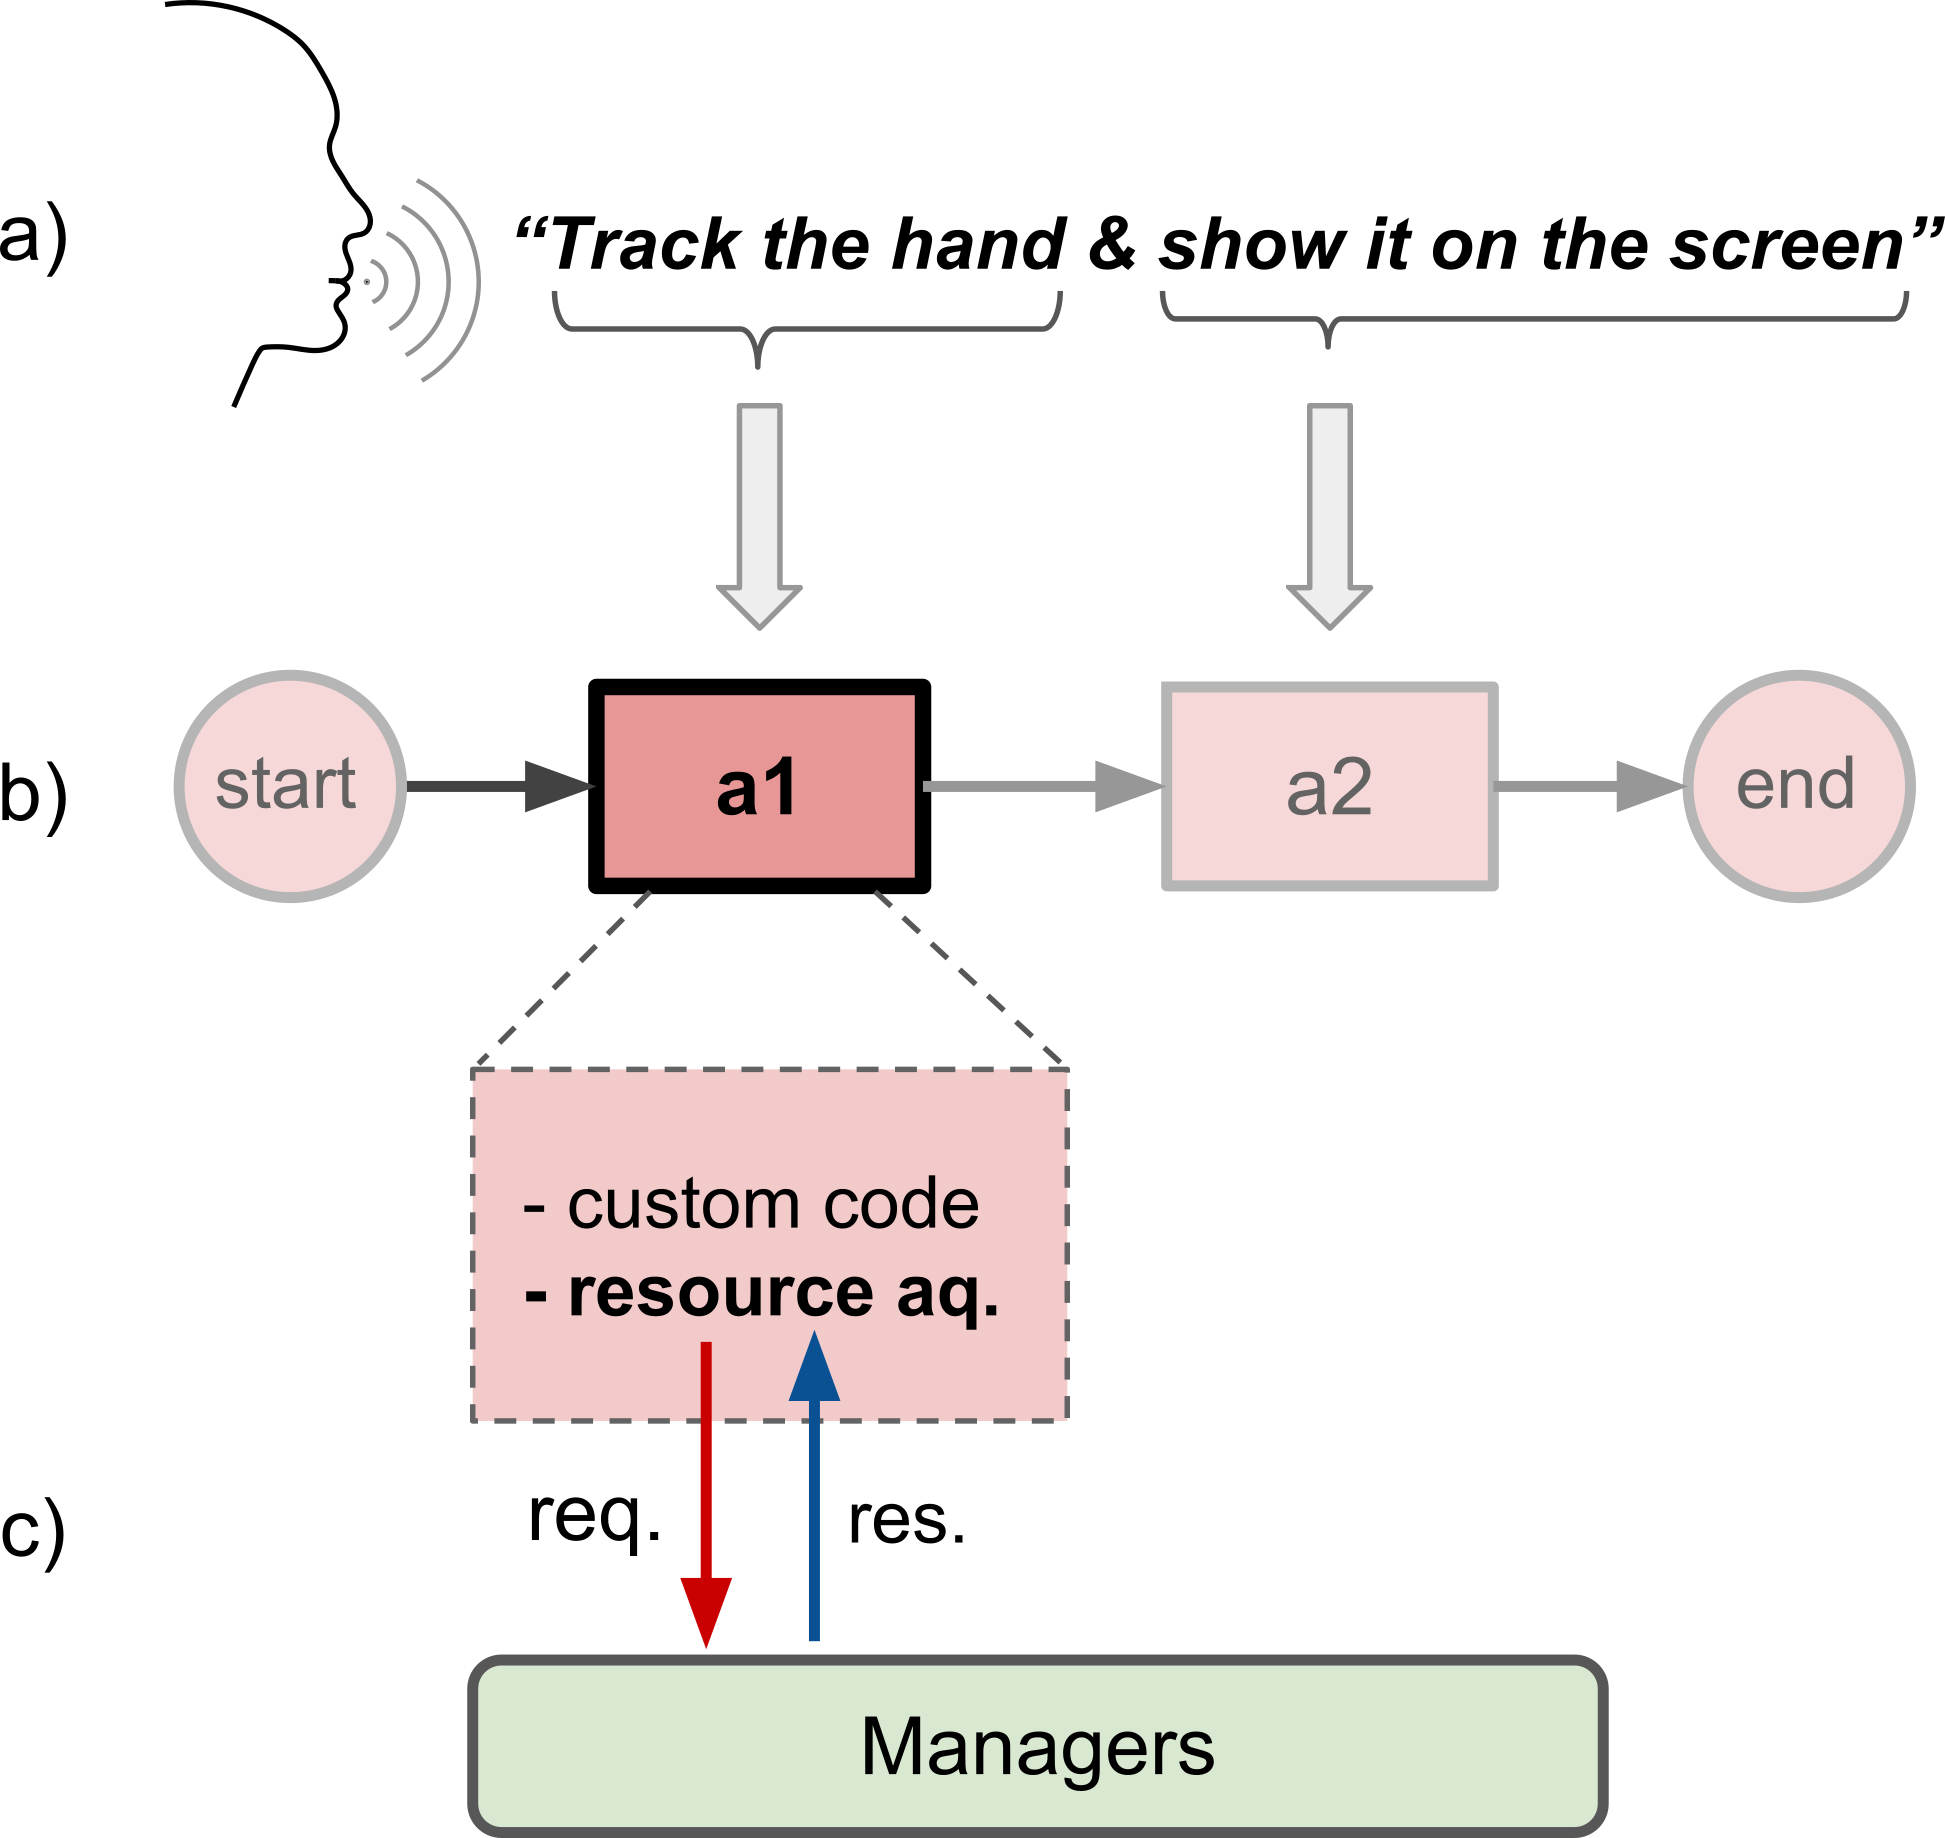 a) “Track the hand & show it on the screen”
b) start a1 a2 end
- custom code
- resource aq.
c) req. res.
Managers